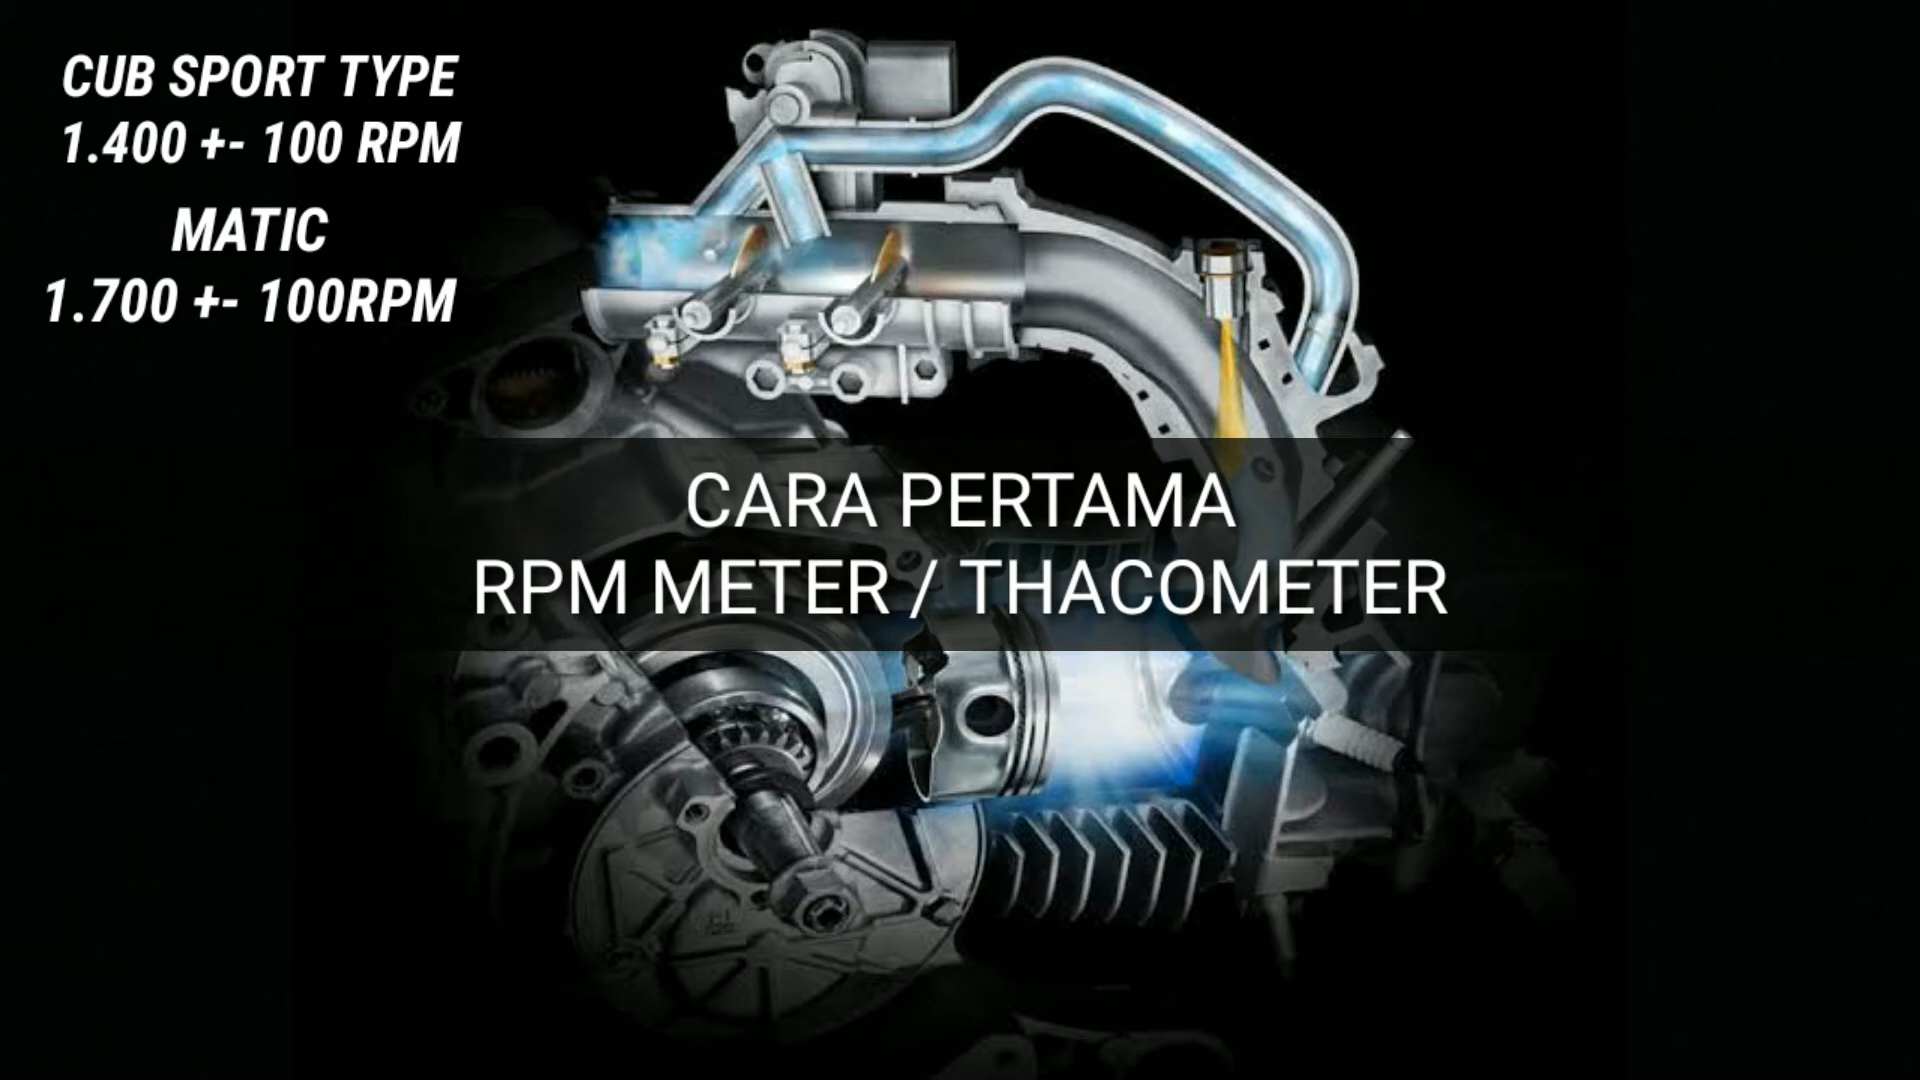 CUB SPORT TYPE
1.400 +- 100 RPM
MATIC
1.700 +- 100RPM
CARA PERTAMA
RPM METER / THACOMETER